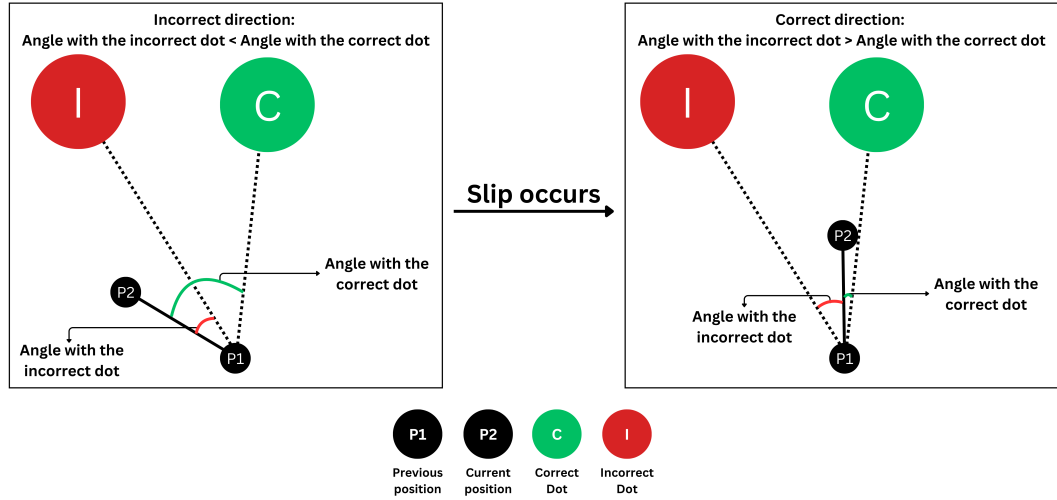 Incorrect direction:
Angle with the incorrect dot < Angle with the correct dot
I
C
P2
P1
Angle with the
correct dot
Angle with the
incorrect dot
Slip occurs
Correct direction:
Angle with the incorrect dot > Angle with the correct dot
I
C
P2
P1
Angle with the
incorrect dot
Angle with the
correct dot
P1
P2
C
I
Previous
position
Current
position
Correct
Dot
Incorrect
Dot